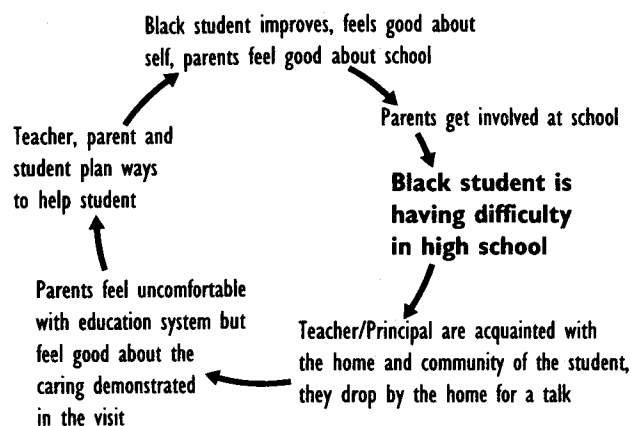 Black student improves, feels good about
self, parents feel good about school
Parents get involved at school
Black student is
having difficulty
in high school
Teacher/Principal are acquainted with
the home and community of the student,
they drop by the home for a talk
Parents feel uncomfortable
with education system but
feel good about the
caring demonstrated
in the visit
Teacher, parent and
student plan ways
to help student